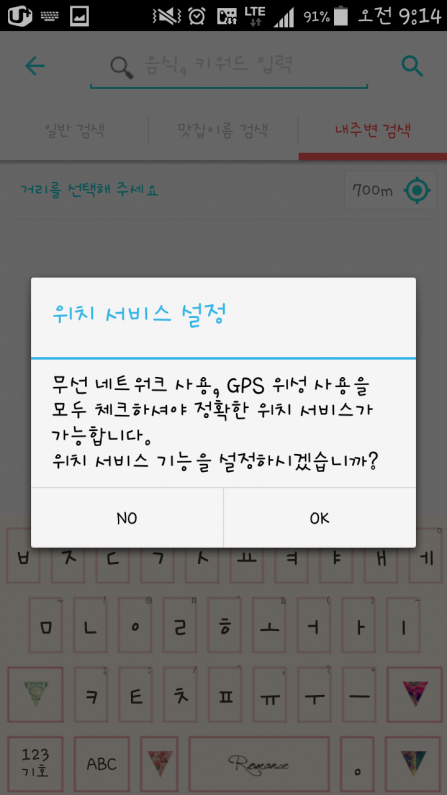 LTE 91% 오전 9:14
음식, 키워드 입력
일반 검색 맛집이름 검색 내주변 검색
거리를 선택해 주세요 700m
위치 서비스 설정
무선 네트워크 사용, GPS 위성 사용을
모두 체크하셔야 정확한 위치 서비스가
가능합니다.
위치 서비스 기능을 설정하시겠습니까?
NO OK
ㅂ ㅈ ㄷ ㄱ ㅅ ㅛ ㅕ ㅑ ㅐ ㅔ
ㅁ ㄴ ㅇ ㄹ ㅎ ㅗ ㅓ ㅏ ㅣ
ㅋ ㅌ ㅊ ㅍ ㅠ ㅜ ㅡ
123
기호 ABC Romance .